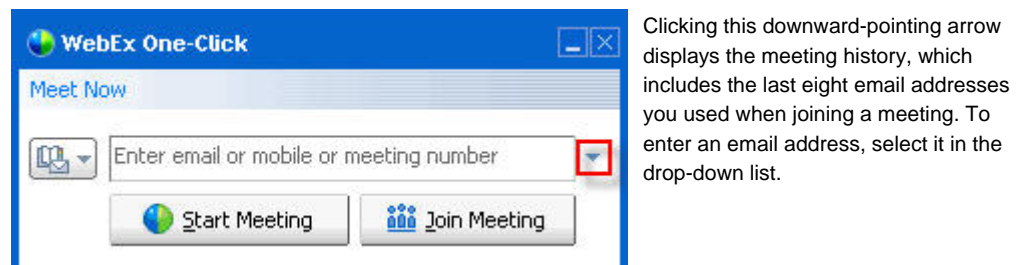 WebEx One-Click
Meet Now
Enter email or mobile or meeting number
Start Meeting
Join Meeting
Clicking this downward-pointing arrow
displays the meeting history, which
includes the last eight email addresses
you used when joining a meeting. To
enter an email address, select it in the
drop-down list.